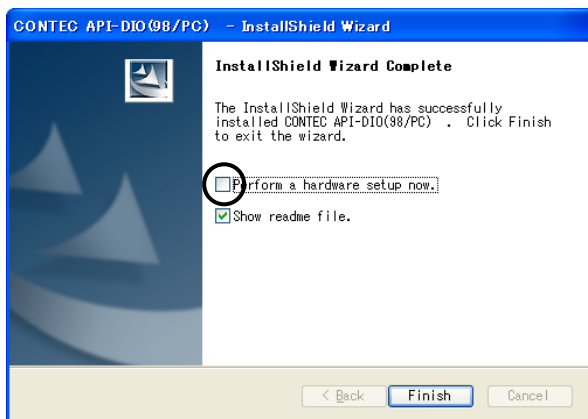 CONTEC API-DIO(98/PC) - InstallShield Wizard
InstallShield Wizard Complete
The InstallShield Wizard has successfully
installed CONTEC API-DIO(98/PC) . Click Finish
to exit the wizard.
Perform a hardware setup now.
Show readme file.
< Back Finish Cancel